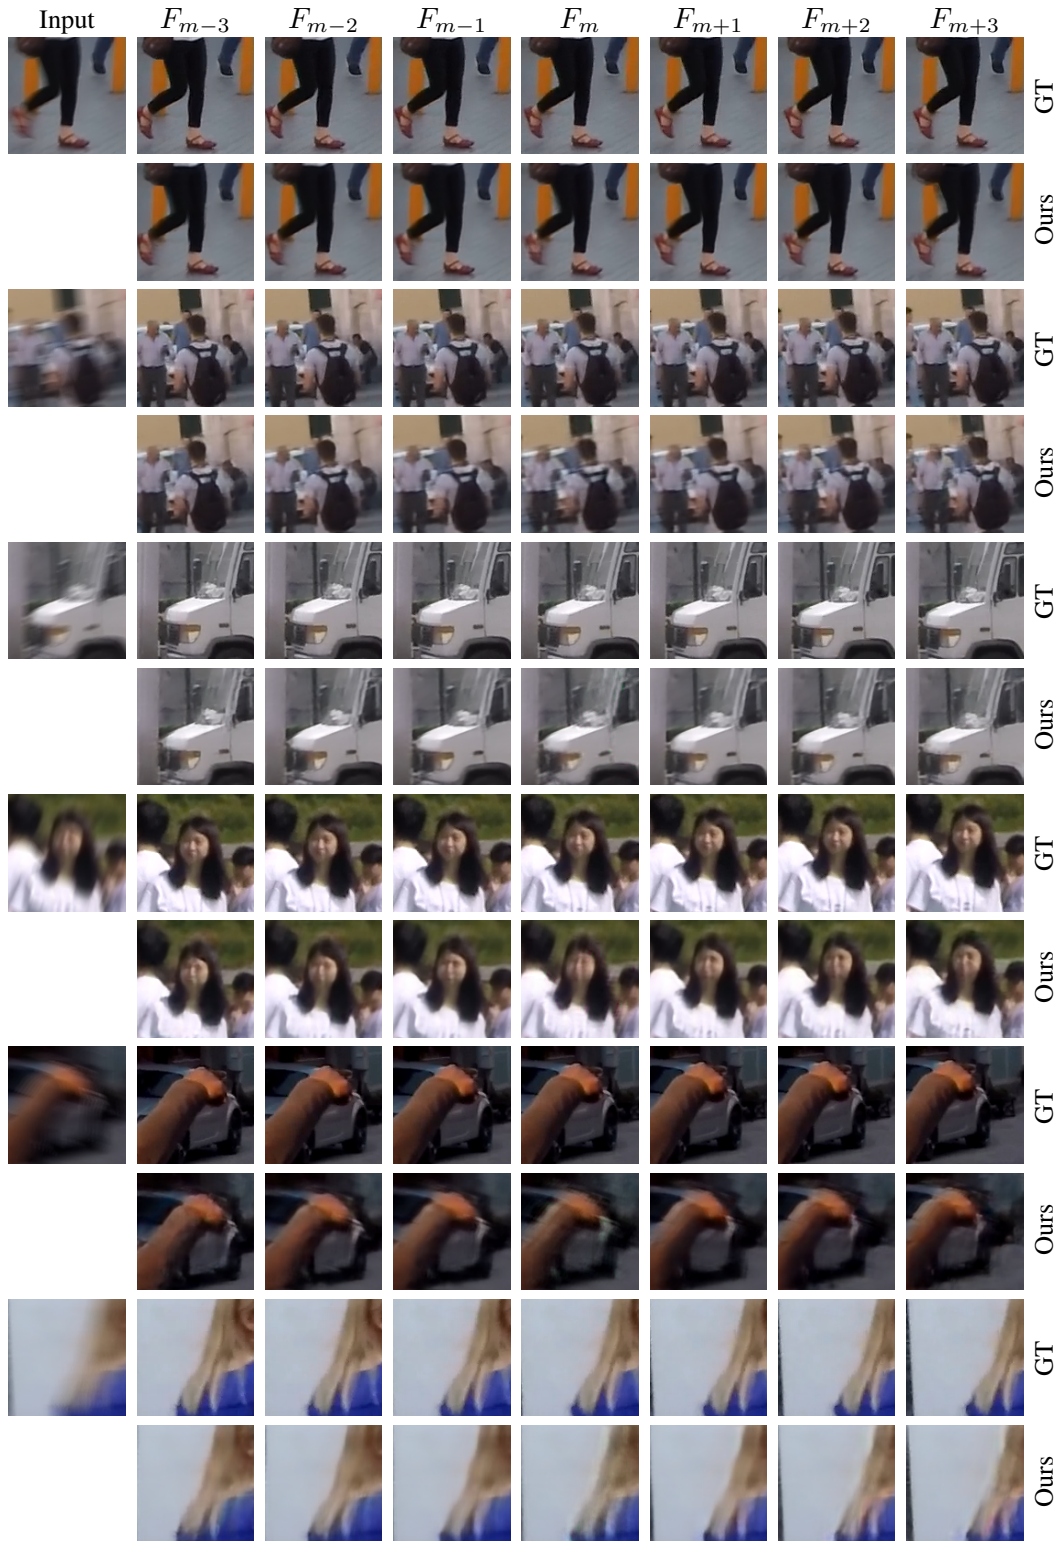 Input F_{m−3} F_{m−2} F_{m−1} F_m F_{m+1} F_{m+2} F_{m+3}
GT
Ours
GT
Ours
GT
Ours
GT
Ours
GT
Ours
GT
Ours